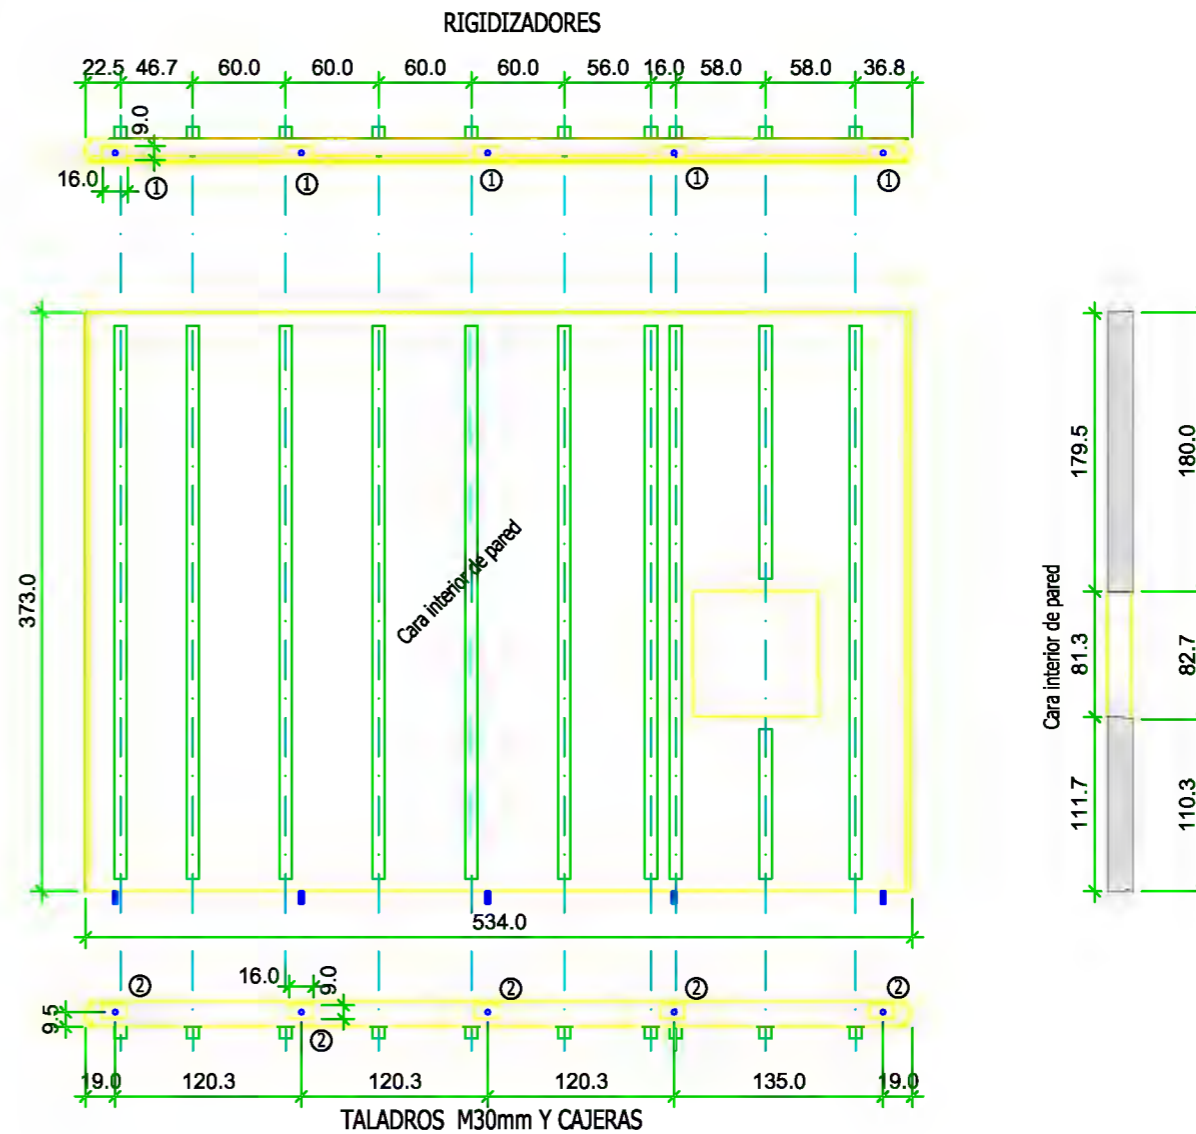 RIGIDIZADORES
22.5 46.7 60.0 60.0 60.0 60.0 56.0 16.0 58.0 58.0 36.8
9.0
16.0 ① ① ① ① ①
373.0
Cara interior de pared
534.0
Cara interior de pared
179.5 180.0
81.3 82.7
111.7 110.3
② 16.0 9.0 ② ② ②
9.5
②
19.0 120.3 120.3 120.3 135.0 19.0
TALADROS M30mm Y CAJERAS